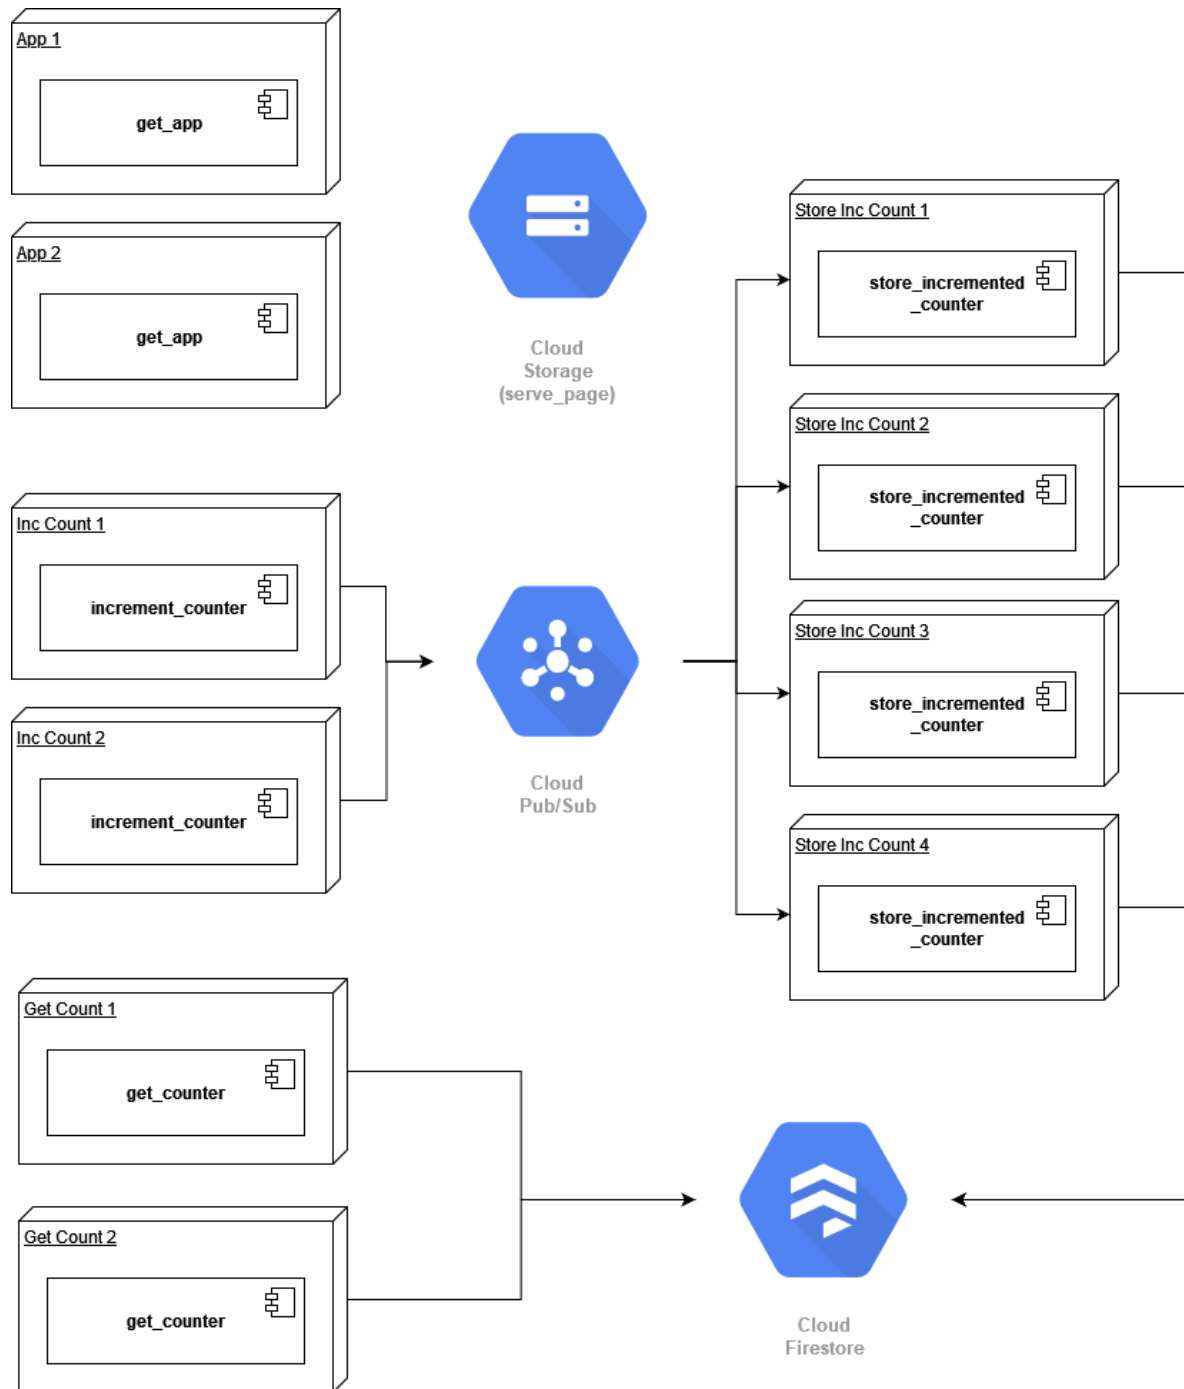 App 1
get_app
App 2
get_app
Cloud
Storage
(serve_page)
Inc Count 1
increment_counter
Inc Count 2
increment_counter
Cloud
Pub/Sub
Store Inc Count 1
store_incremented
_counter
Store Inc Count 2
store_incremented
_counter
Store Inc Count 3
store_incremented
_counter
Store Inc Count 4
store_incremented
_counter
Get Count 1
get_counter
Get Count 2
get_counter
Cloud
Firestore